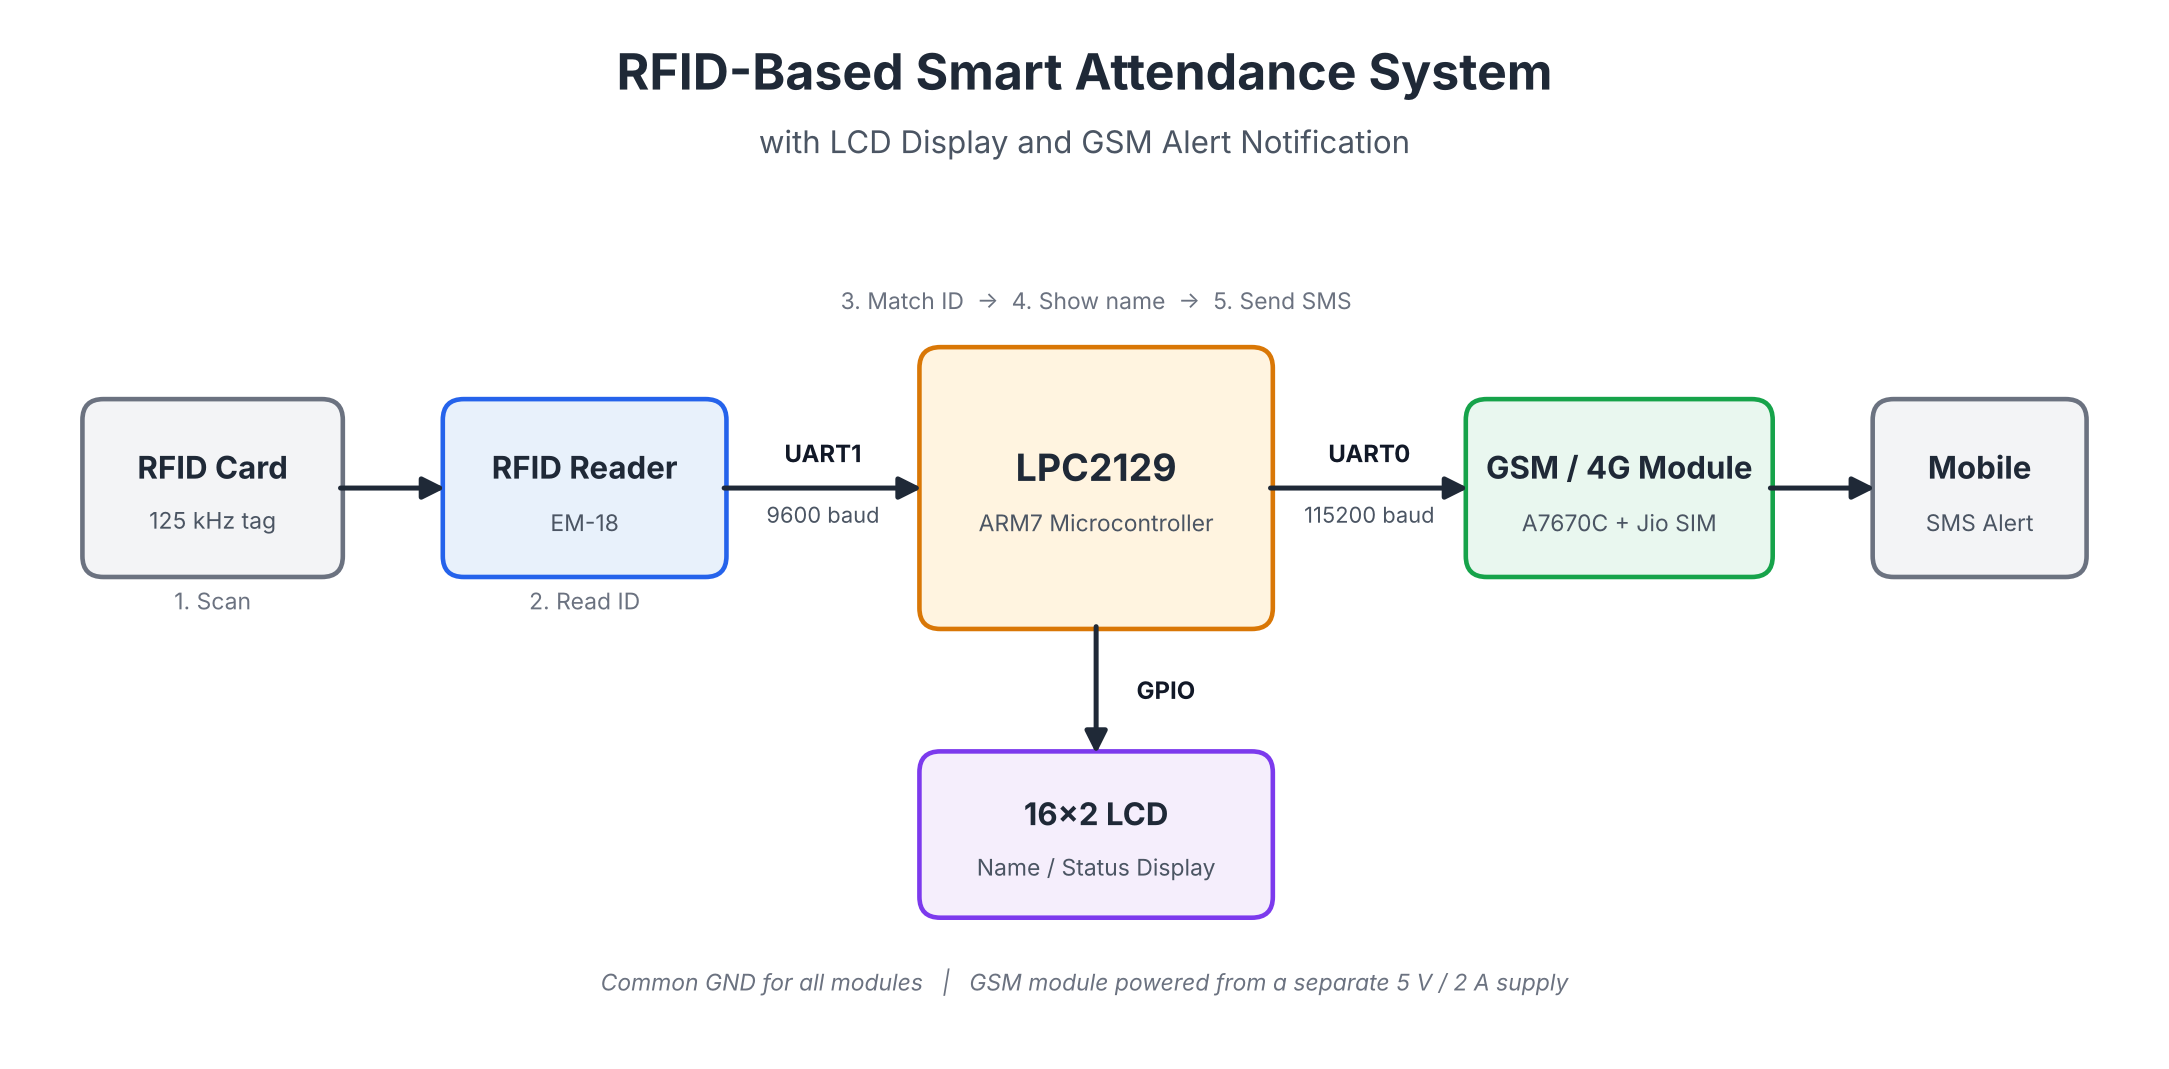 RFID-Based Smart Attendance System
with LCD Display and GSM Alert Notification
3. Match ID → 4. Show name → 5. Send SMS
RFID Card
125 kHz tag
1. Scan
RFID Reader
EM-18
2. Read ID
UART1
9600 baud
LPC2129
ARM7 Microcontroller
UART0
115200 baud
GSM / 4G Module
A7670C + Jio SIM
Mobile
SMS Alert
GPIO
16×2 LCD
Name / Status Display
Common GND for all modules | GSM module powered from a separate 5 V / 2 A supply